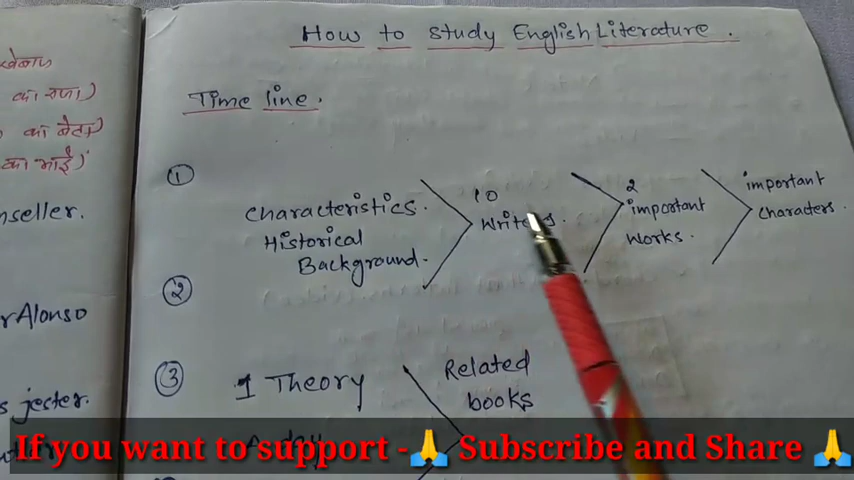 How to study English Literature.
Time line.
①
Characteristics.
Historical
Background.
10
Writers.
2
important
works.
important
characters.
②
③
1 Theory
A day
Related
books
का बेटा)
का भाई)
nseller.
Alonso
s jester.
If you want to support -🙏 Subscribe and Share 🙏